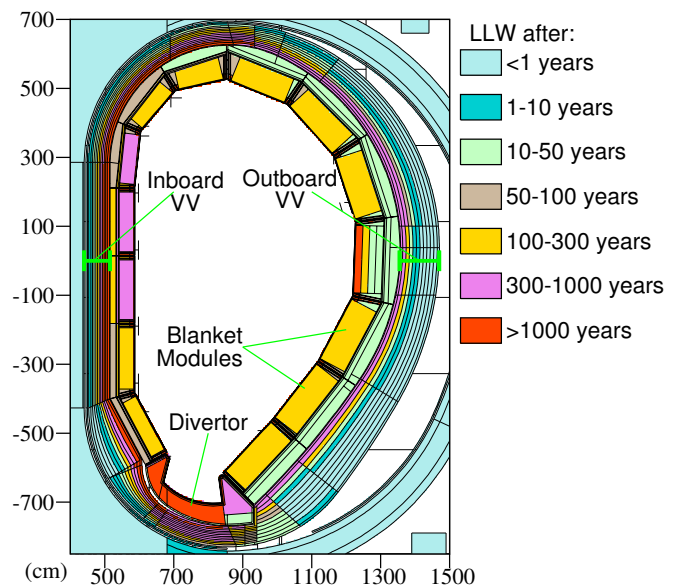 700
500
300
100
-100
-300
-500
-700
(cm)
500
700
900
1100
1300
1500
Inboard
VV
Outboard
VV
Blanket
Modules
Divertor
LLW after:
<1 years
1-10 years
10-50 years
50-100 years
100-300 years
300-1000 years
>1000 years